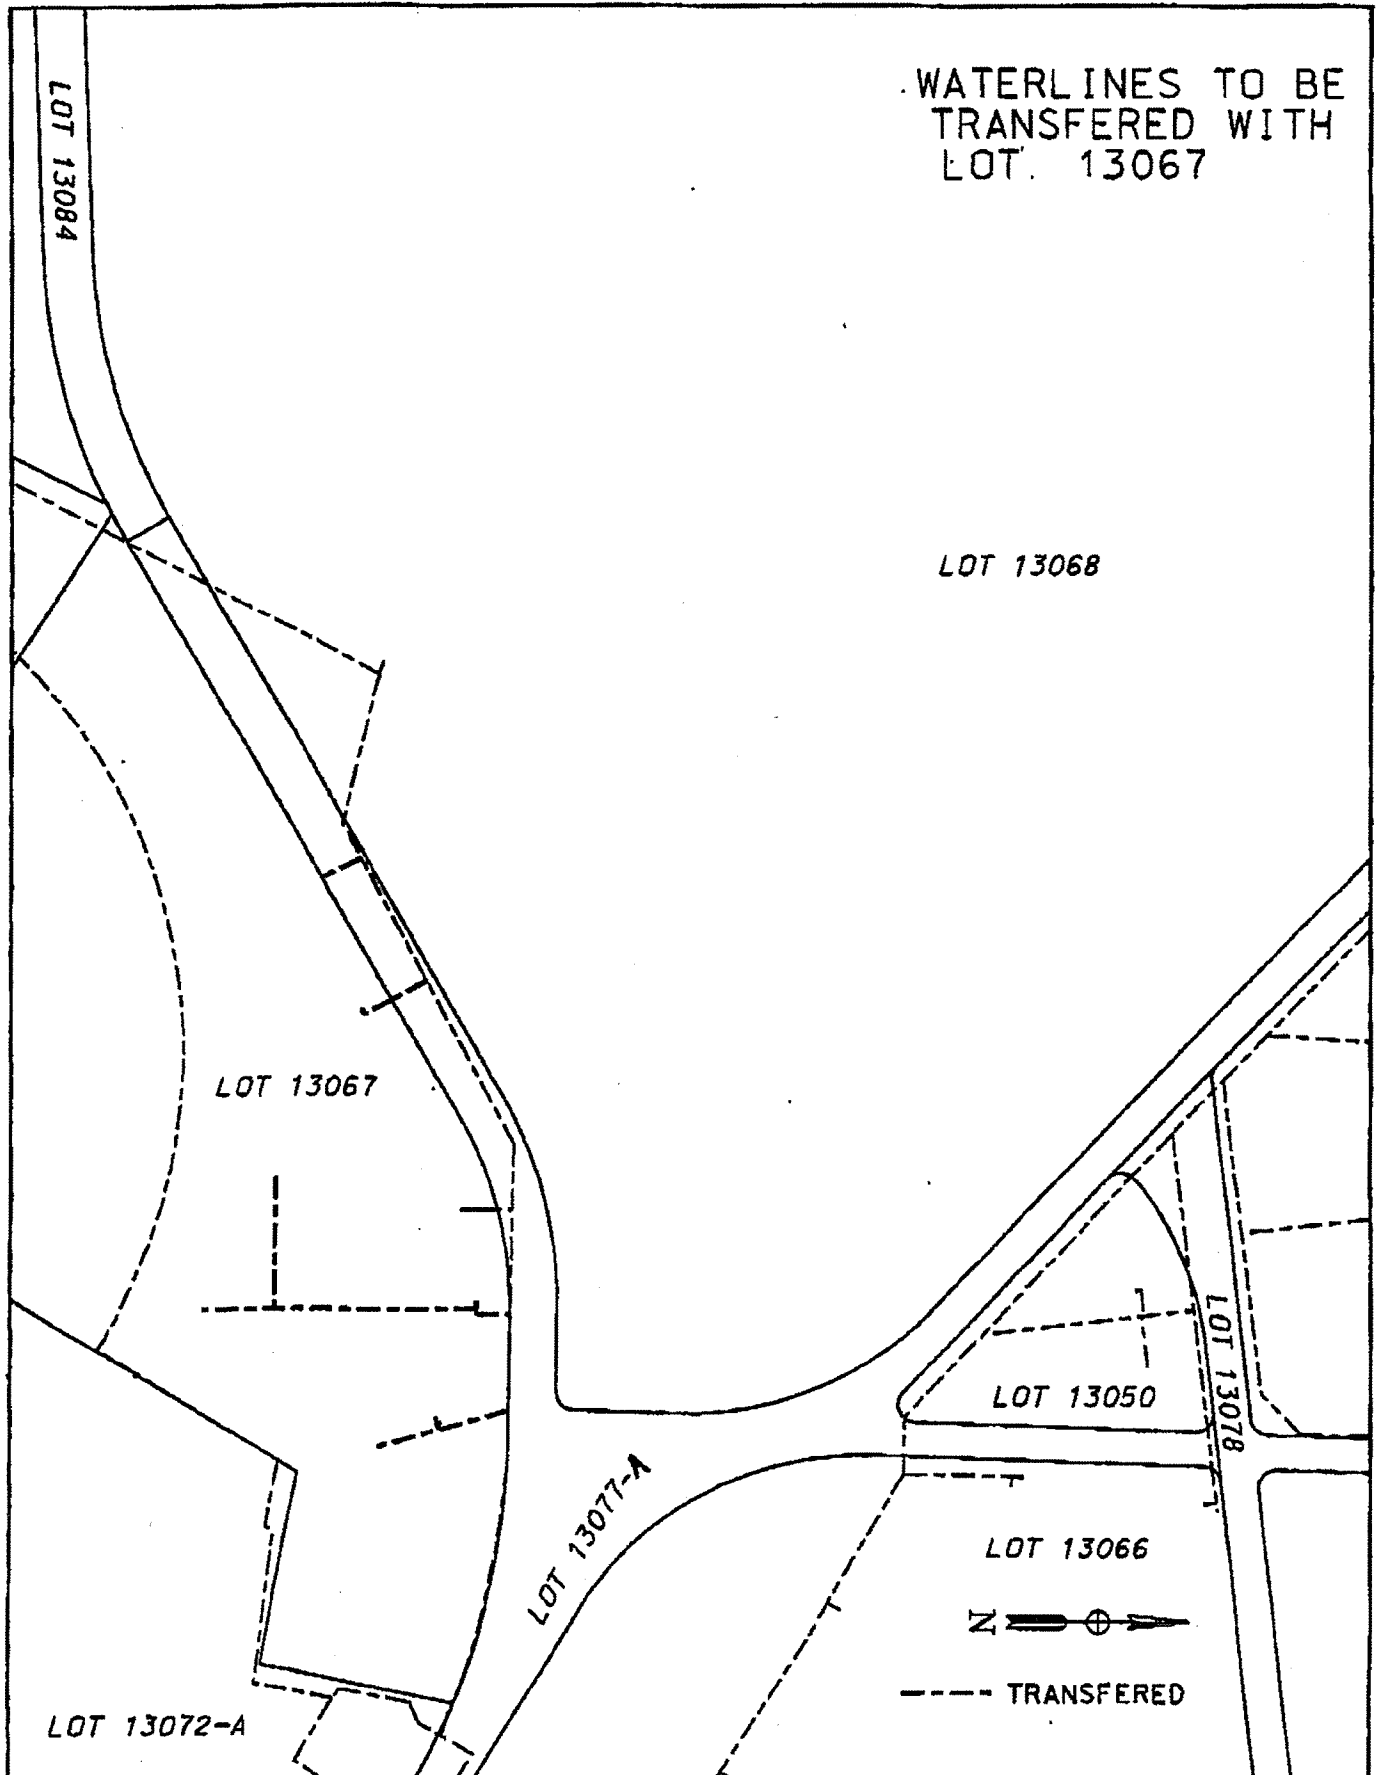 WATERLINES TO BE
TRANSFERED WITH
LOT. 13067
LOT 13084
LOT 13068
LOT 13067
LOT 13078
LOT 13050
LOT 13077-A
LOT 13066
N
TRANSFERED
LOT 13072-A